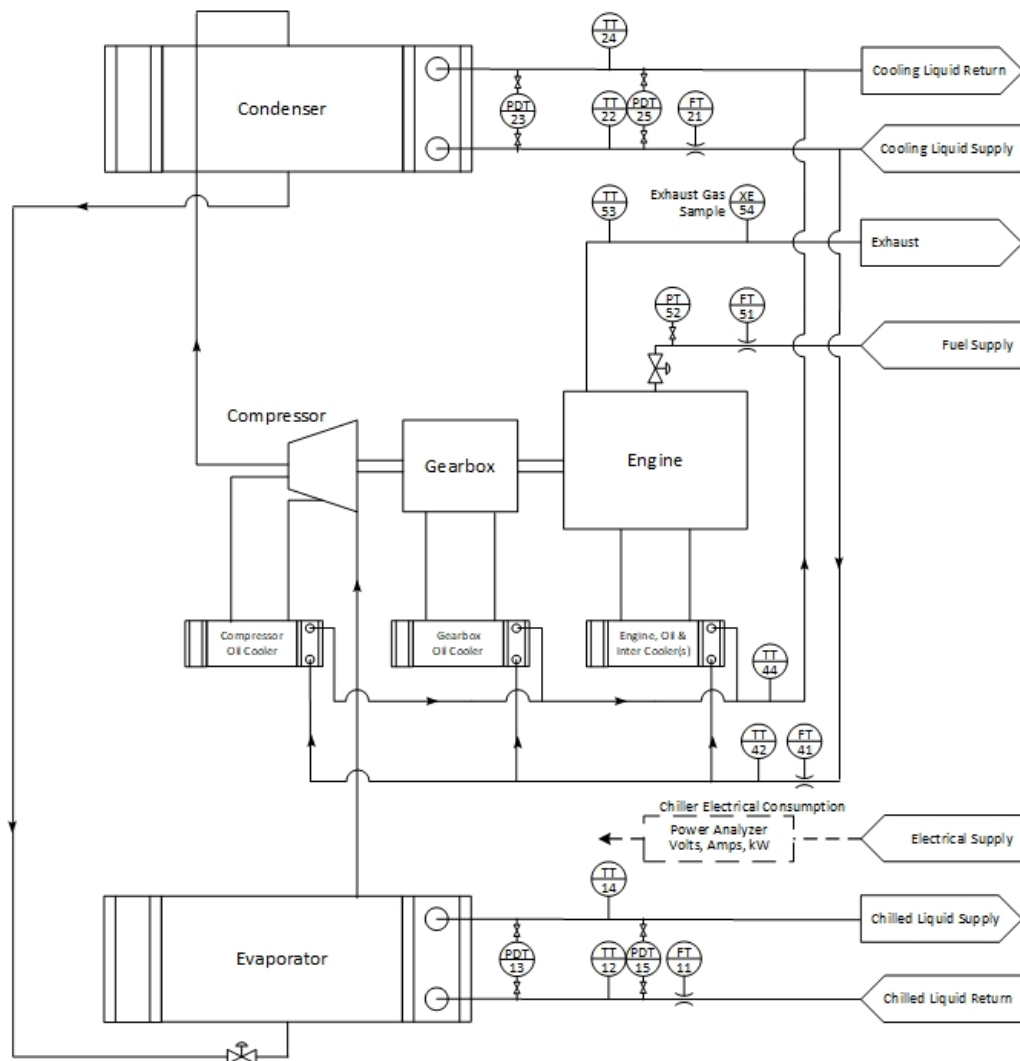 TT
24
Cooling Liquid Return
Condenser
PDT
23
TT
22
PDT
25
FT
21
Cooling Liquid Supply
TT
53
Exhaust Gas
Sample
XE
54
Exhaust
PT
52
FT
51
Fuel Supply
Compressor
Gearbox
Engine
Compressor
Oil Cooler
Gearbox
Oil Cooler
Engine, Oil &
Inter Cooler(s)
TT
44
TT
42
FT
41
Chiller Electrical Consumption
Power Analyzer
Volts, Amps, kW
Electrical Supply
TT
14
Chilled Liquid Supply
Evaporator
PDT
13
TT
12
PDT
15
FT
11
Chilled Liquid Return